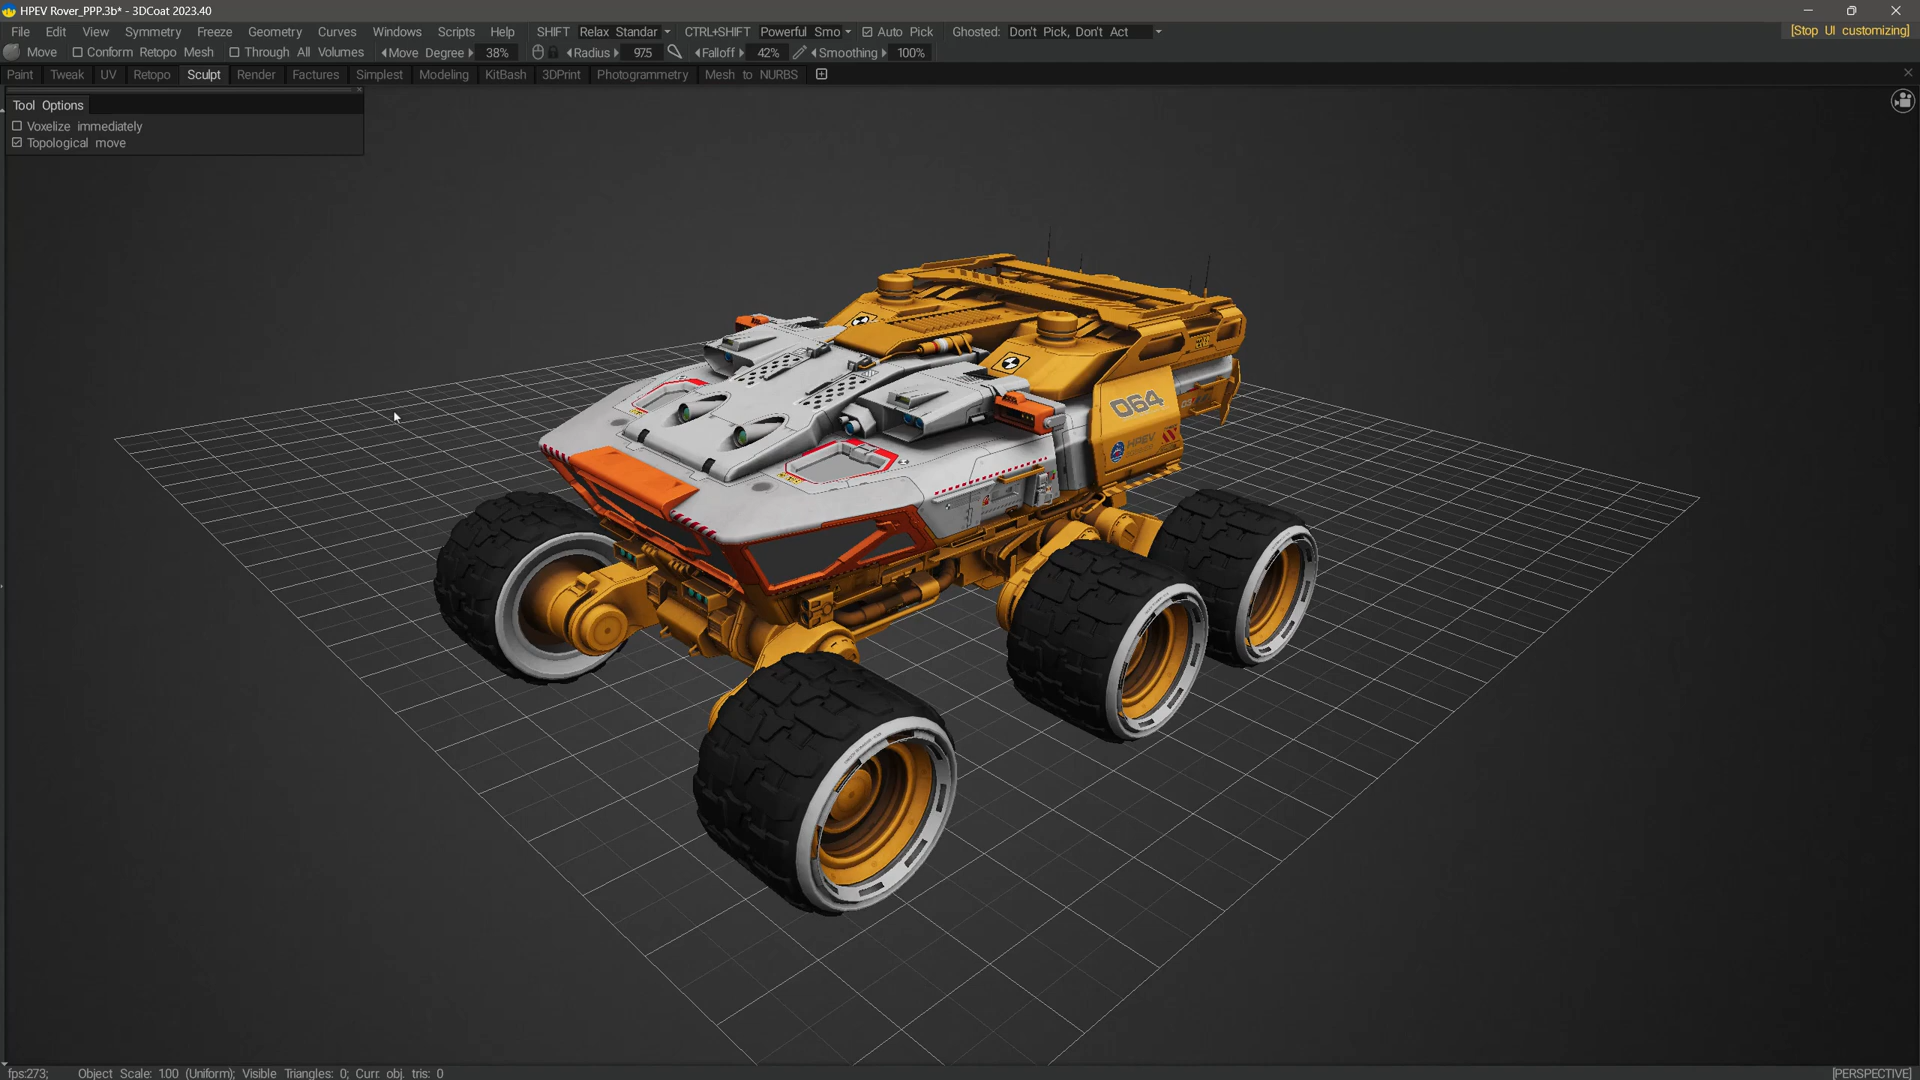 HPEV Rover_PPP.3b* - 3DCoat 2023.40
File Edit View Symmetry Freeze Geometry Curves Windows Scripts Help SHIFT Relax Standar CTRL+SHIFT Powerful Smo Auto Pick Ghosted: Don't Pick, Don't Act [Stop UI customizing]
Move Conform Retopo Mesh Through All Volumes Move Degree 38% Radius 975 Falloff 42% Smoothing 100%
Paint Tweak UV Retopo Sculpt Render Factures Simplest Modeling KitBash 3DPrint Photogrammetry Mesh to NURBS
Tool Options
Voxelize immediately
Topological move
064
HPEV
fps:273; Object Scale: 1.00 (Uniform); Visible Triangles: 0; Curr. obj. tris: 0 [PERSPECTIVE]